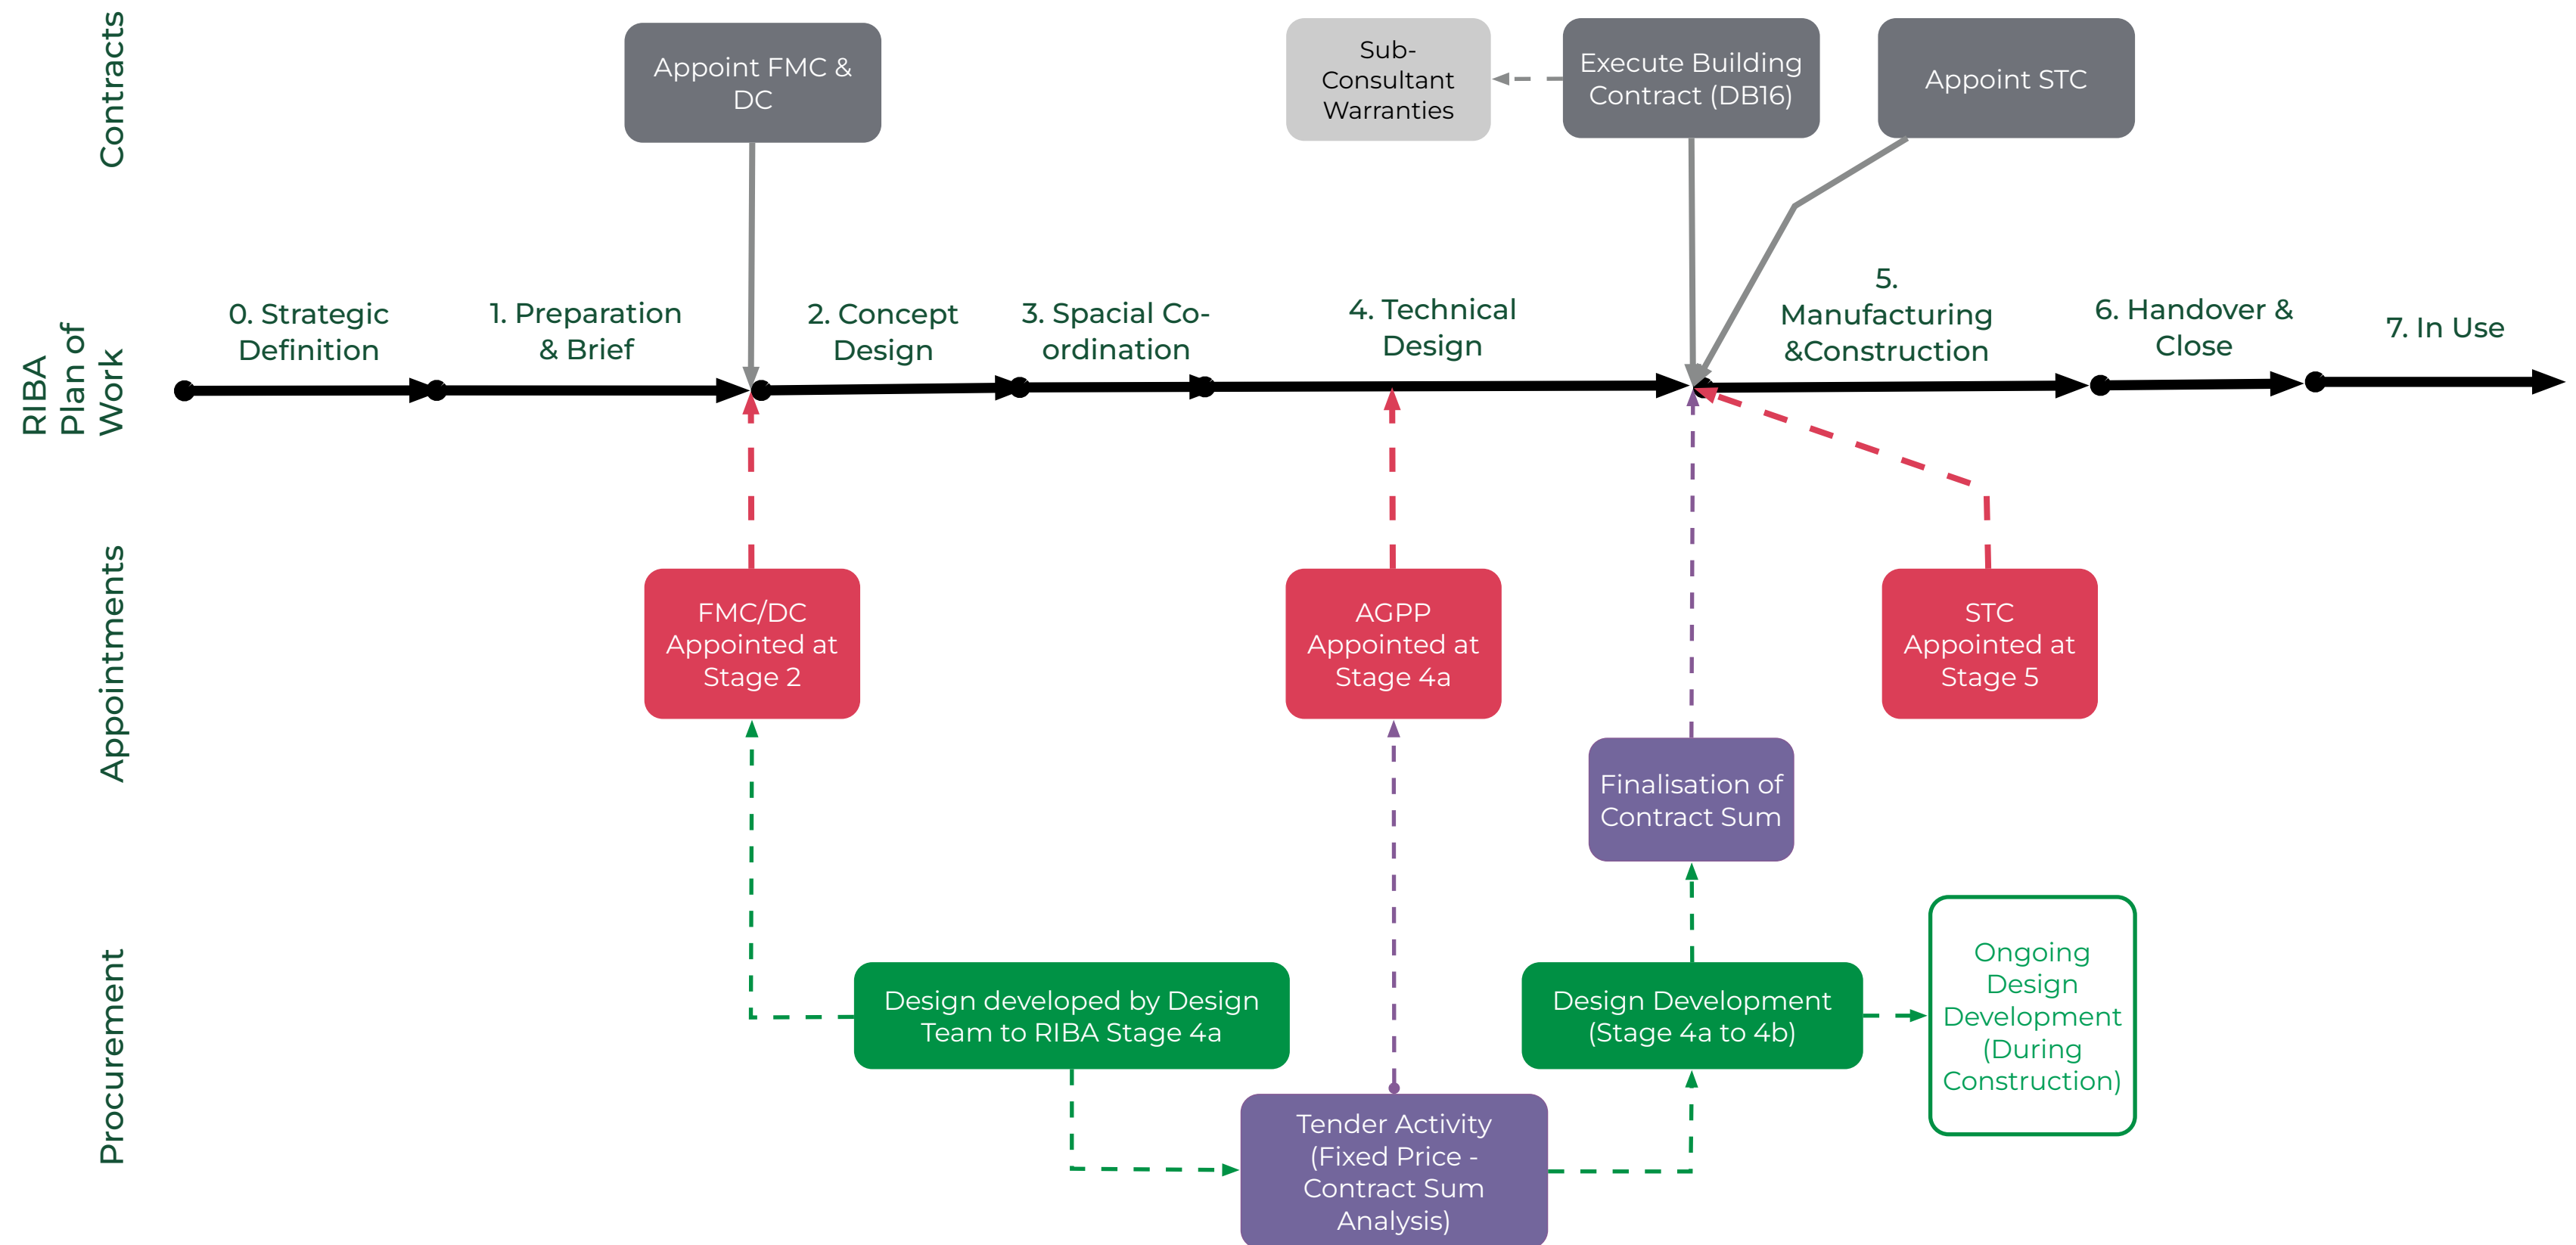 Contracts
Appoint FMC &
DC
Sub-
Consultant
Warranties
Execute Building
Contract (DB16)
Appoint STC
RIBA
Plan of
Work
0. Strategic
Definition
1. Preparation
& Brief
2. Concept
Design
3. Spacial Co-
ordination
4. Technical
Design
5.
Manufacturing
&Construction
6. Handover &
Close
7. In Use
Appointments
FMC/DC
Appointed at
Stage 2
AGPP
Appointed at
Stage 4a
STC
Appointed at
Stage 5
Finalisation of
Contract Sum
Procurement
Design developed by Design
Team to RIBA Stage 4a
Design Development
(Stage 4a to 4b)
Ongoing
Design
Development
(During
Construction)
Tender Activity
(Fixed Price -
Contract Sum
Analysis)